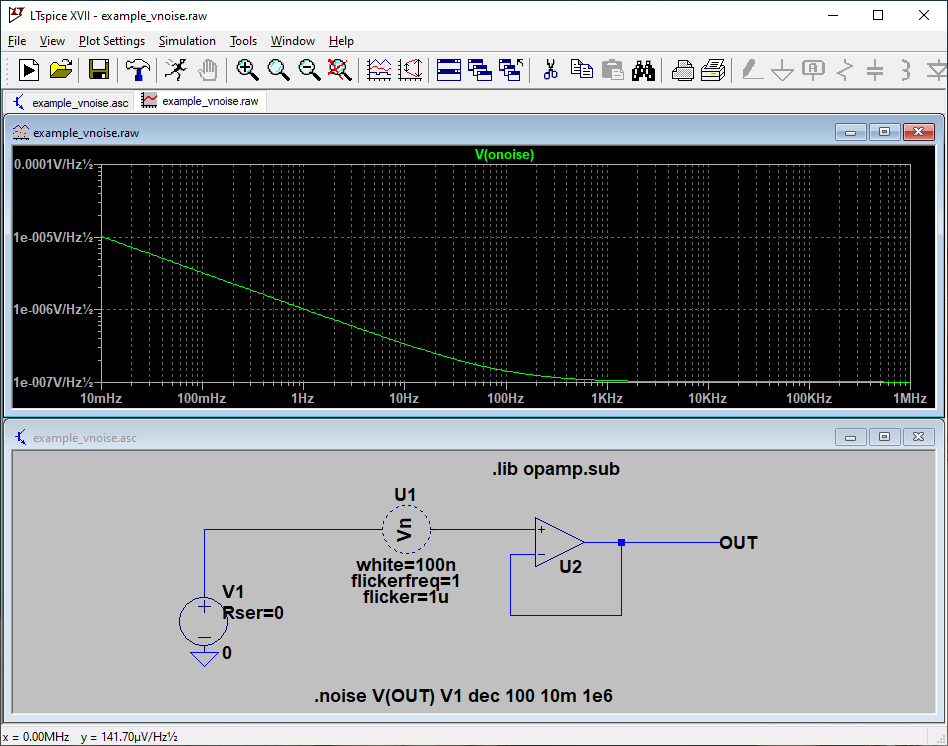 LTspice XVII - example_vnoise.raw
File View Plot Settings Simulation Tools Window Help
example_vnoise.asc example_vnoise.raw
example_vnoise.raw
V(onoise)
0.0001V/Hz½
1e-005V/Hz½
1e-006V/Hz½
1e-007V/Hz½
10mHz 100mHz 1Hz 10Hz 100Hz 1KHz 10KHz 100KHz 1MHz
example_vnoise.asc
.lib opamp.sub
U1
Vn
white=100n
flickerfreq=1
flicker=1u
+
−
U2
OUT
V1
Rser=0
+
−
0
.noise V(OUT) V1 dec 100 10m 1e6
x = 0.00MHz y = 141.70µV/Hz½